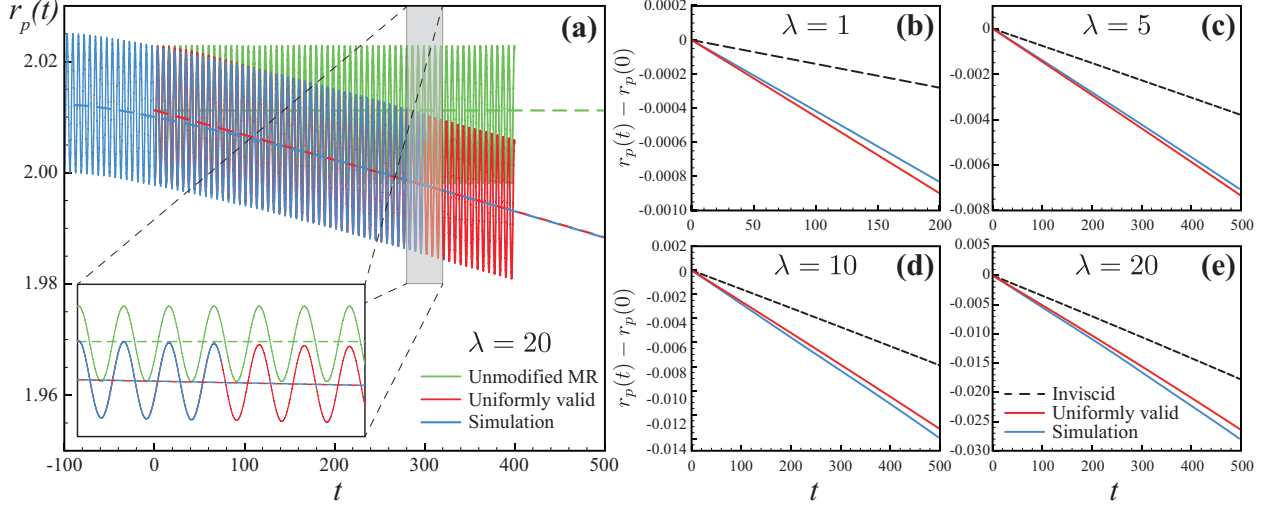 r_p(t)
(a)
2.02
2.00
1.98
1.96
-100
0
100
200
300
400
500
t
λ = 20
Unmodified MR
Uniformly valid
Simulation
(b)
λ = 1
r_p(t) − r_p(0)
0.0002
0
-0.0002
-0.0004
-0.0006
-0.0008
-0.0010
0
50
100
150
200
(c)
λ = 5
0.002
0
-0.002
-0.004
-0.006
-0.008
0
100
200
300
400
500
(d)
λ = 10
r_p(t) − r_p(0)
0.002
0
-0.002
-0.004
-0.006
-0.008
-0.010
-0.012
-0.014
0
100
200
300
400
500
t
(e)
λ = 20
0.005
0
-0.005
-0.010
-0.015
-0.020
-0.025
-0.030
0
100
200
300
400
500
t
Inviscid
Uniformly valid
Simulation